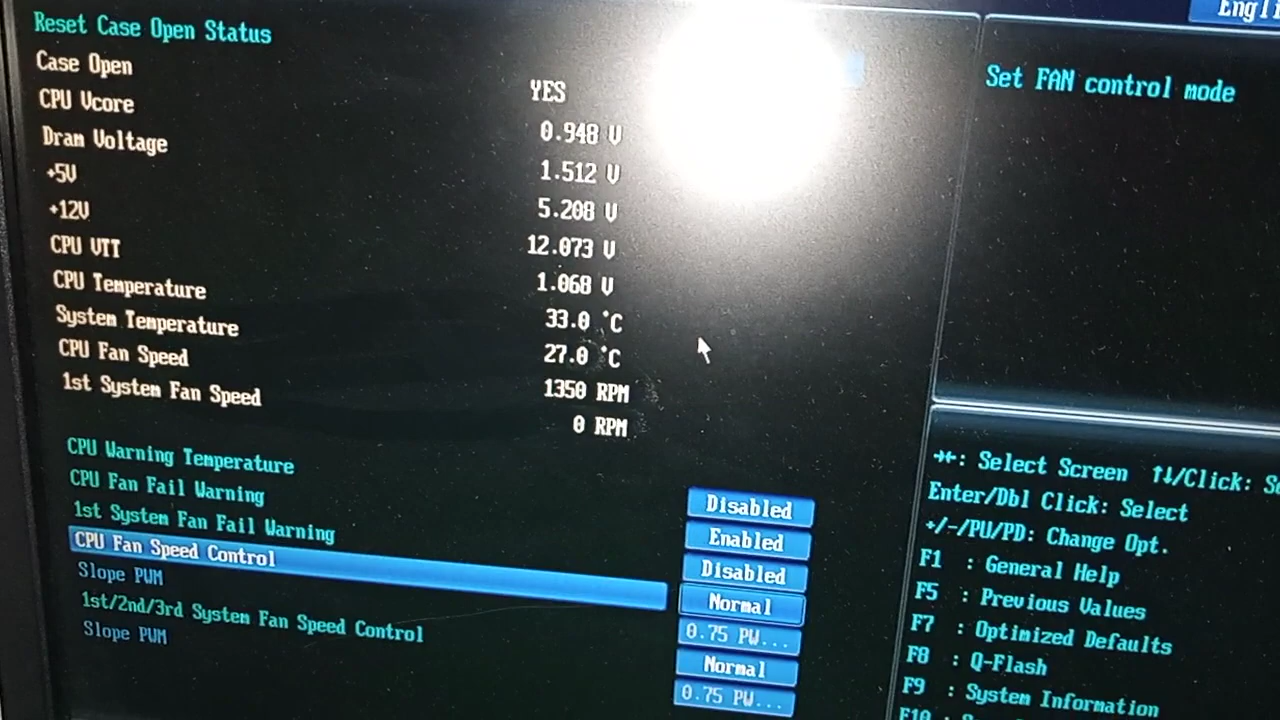 Engli
Reset Case Open Status
Case Open YES
CPU Vcore 0.948 V
Dram Voltage 1.512 V
+5V 5.208 V
+12V 12.073 V
CPU VTT 1.068 V
CPU Temperature 33.0 °C
System Temperature 27.0 °C
CPU Fan Speed 1350 RPM
1st System Fan Speed 0 RPM
CPU Warning Temperature Disabled
CPU Fan Fail Warning Enabled
1st System Fan Fail Warning Disabled
CPU Fan Speed Control Normal
Slope PWM 0.75 PW...
1st/2nd/3rd System Fan Speed Control Normal
Slope PWM 0.75 PW...
Set FAN control mode
→←: Select Screen ↑↓/Click: Se
Enter/Dbl Click: Select
+/-/PU/PD: Change Opt.
F1 : General Help
F5 : Previous Values
F7 : Optimized Defaults
F8 : Q-Flash
F9 : System Information
F10